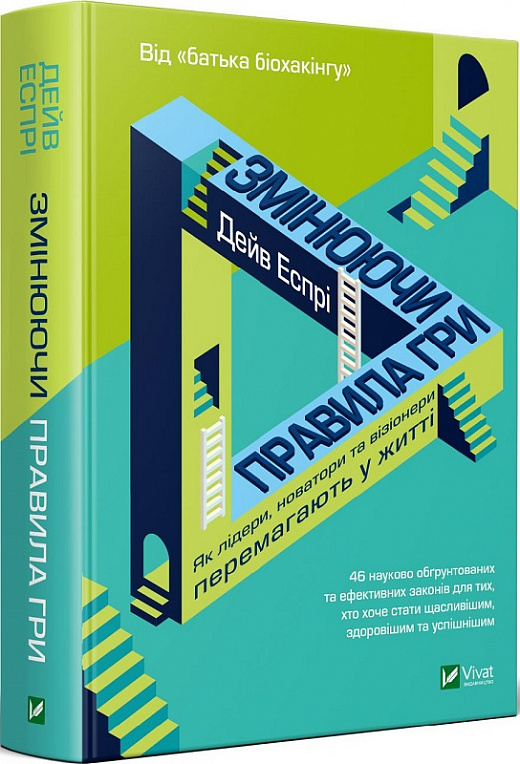 Від «батька біохакінгу»
ЗМІНЮЮЧИ
ПРАВИЛА ГРИ
Дейв Еспрі
Як лідери, новатори та візіонери
перемагають у житті
46 науково обґрунтованих
та ефективних законів для тих,
хто хоче стати щасливішим,
здоровішим та успішнішим
Vivat
ВИДАВНИЦТВО
ДЕЙВ
ЕСПРІ
ЗМІНЮЮЧИ ПРАВИЛА ГРИ